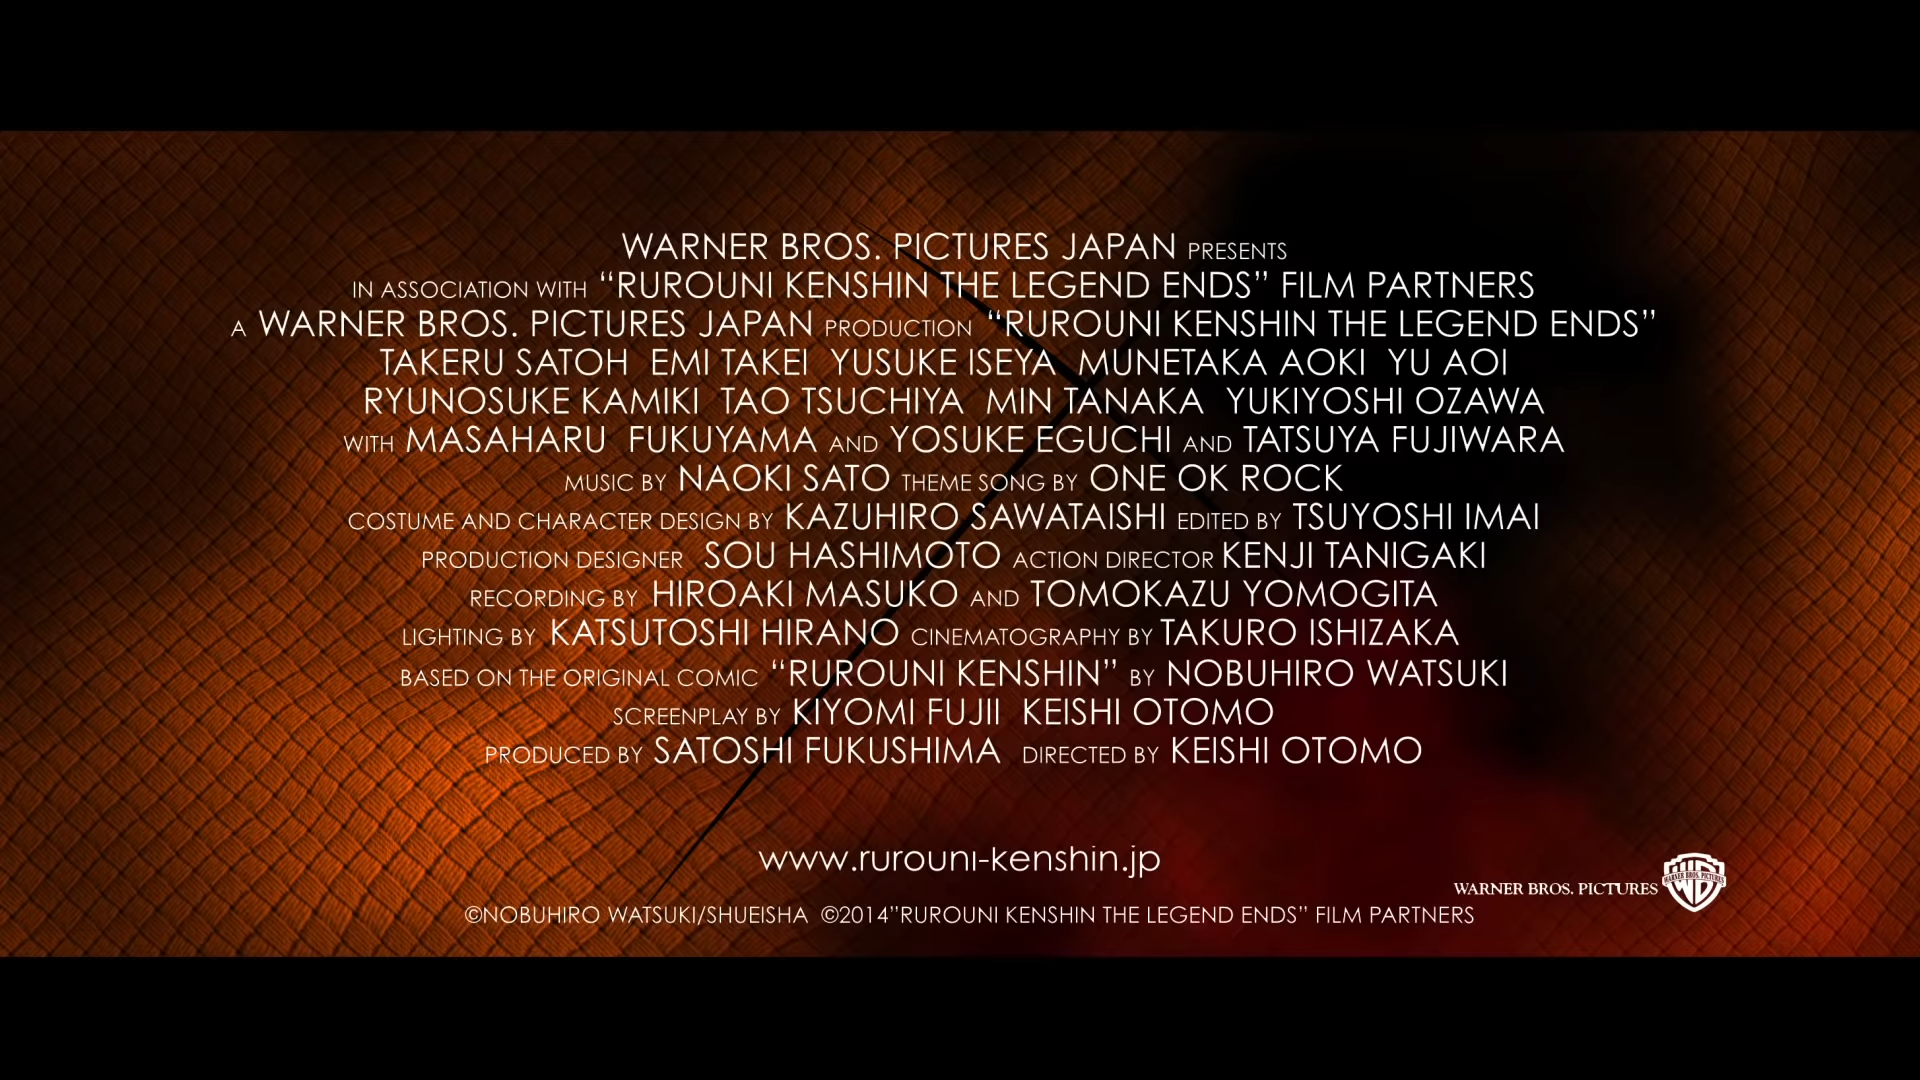 WARNER BROS. PICTURES JAPAN PRESENTS
IN ASSOCIATION WITH “RUROUNI KENSHIN THE LEGEND ENDS” FILM PARTNERS
A WARNER BROS. PICTURES JAPAN PRODUCTION “RUROUNI KENSHIN THE LEGEND ENDS”
TAKERU SATOH EMI TAKEI YUSUKE ISEYA MUNETAKA AOKI YU AOI
RYUNOSUKE KAMIKI TAO TSUCHIYA MIN TANAKA YUKIYOSHI OZAWA
WITH MASAHARU FUKUYAMA AND YOSUKE EGUCHI AND TATSUYA FUJIWARA
MUSIC BY NAOKI SATO THEME SONG BY ONE OK ROCK
COSTUME AND CHARACTER DESIGN BY KAZUHIRO SAWATAISHI EDITED BY TSUYOSHI IMAI
PRODUCTION DESIGNER SOU HASHIMOTO ACTION DIRECTOR KENJI TANIGAKI
RECORDING BY HIROAKI MASUKO AND TOMOKAZU YOMOGITA
LIGHTING BY KATSUTOSHI HIRANO CINEMATOGRAPHY BY TAKURO ISHIZAKA
BASED ON THE ORIGINAL COMIC “RUROUNI KENSHIN” BY NOBUHIRO WATSUKI
SCREENPLAY BY KIYOMI FUJII KEISHI OTOMO
PRODUCED BY SATOSHI FUKUSHIMA DIRECTED BY KEISHI OTOMO
www.rurouni-kenshin.jp
WARNER BROS. PICTURES WARNER BROS. PICTURES WB
©NOBUHIRO WATSUKI/SHUEISHA ©2014”RUROUNI KENSHIN THE LEGEND ENDS” FILM PARTNERS